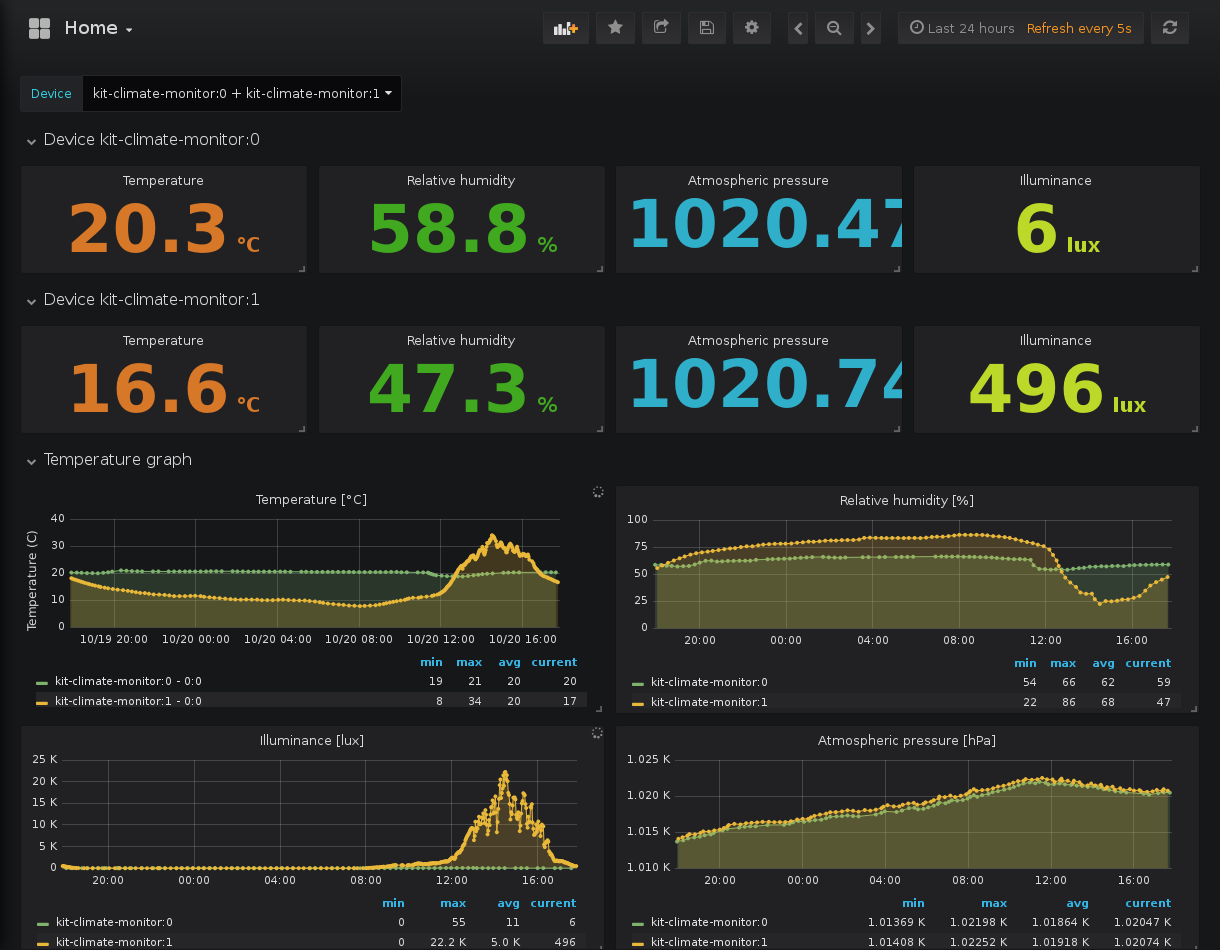 Home
Last 24 hours Refresh every 5s
Device kit-climate-monitor:0 + kit-climate-monitor:1
Device kit-climate-monitor:0
Temperature Relative humidity Atmospheric pressure Illuminance
20.3 °C 58.8 % 1020.47 6 lux
Device kit-climate-monitor:1
Temperature Relative humidity Atmospheric pressure Illuminance
16.6 °C 47.3 % 1020.74 496 lux
Temperature graph
Temperature [°C]
Temperature (C)
40
30
20
10
0
10/19 20:00 10/20 00:00 10/20 04:00 10/20 08:00 10/20 12:00 10/20 16:00
min max avg current
kit-climate-monitor:0 - 0:0 19 21 20 20
kit-climate-monitor:1 - 0:0 8 34 20 17
Relative humidity [%]
100
75
50
25
0
20:00 00:00 04:00 08:00 12:00 16:00
min max avg current
kit-climate-monitor:0 54 66 62 59
kit-climate-monitor:1 22 86 68 47
Illuminance [lux]
25 K
20 K
15 K
10 K
5 K
0
20:00 00:00 04:00 08:00 12:00 16:00
min max avg current
kit-climate-monitor:0 0 55 11 6
kit-climate-monitor:1 0 22.2 K 5.0 K 496
Atmospheric pressure [hPa]
1.025 K
1.020 K
1.015 K
1.010 K
20:00 00:00 04:00 08:00 12:00 16:00
min max avg current
kit-climate-monitor:0 1.01369 K 1.02198 K 1.01864 K 1.02047 K
kit-climate-monitor:1 1.01408 K 1.02252 K 1.01918 K 1.02074 K